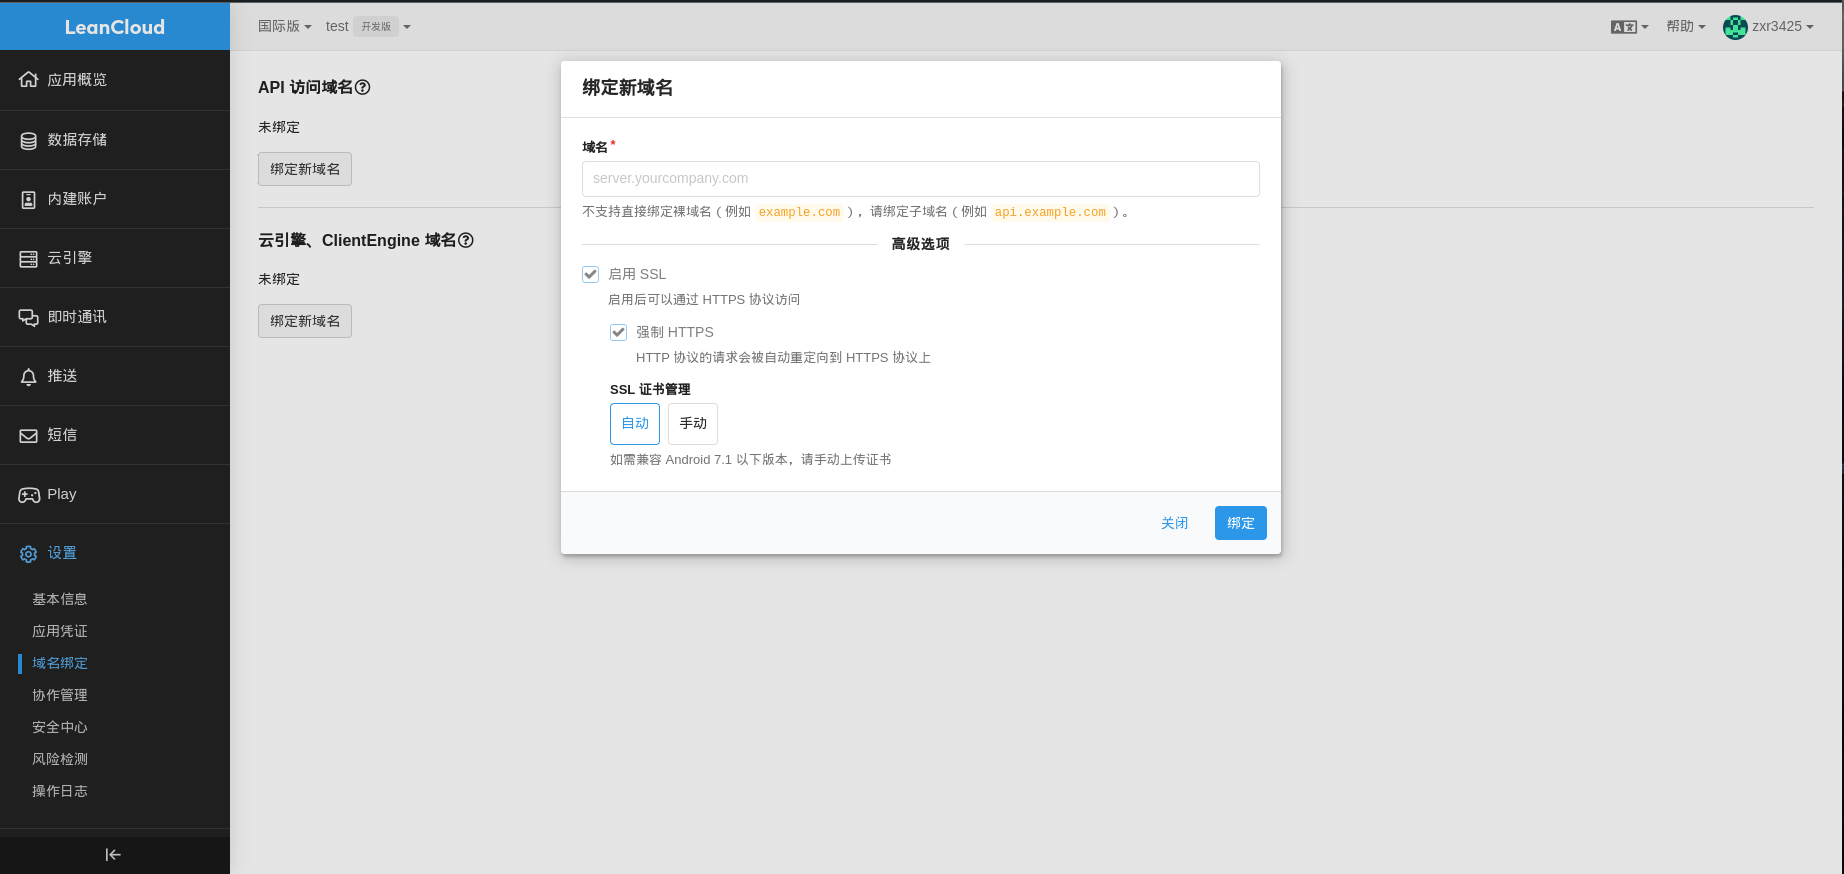 LeanCloud
国际版
test 开发版
帮助
zxr3425
应用概览
数据存储
内建账户
云引擎
即时通讯
推送
短信
Play
设置
基本信息
应用凭证
域名绑定
协作管理
安全中心
风险检测
操作日志
API 访问域名
未绑定
绑定新域名
云引擎、ClientEngine 域名
未绑定
绑定新域名
绑定新域名
域名*
server.yourcompany.com
不支持直接绑定裸域名（例如 example.com ），请绑定子域名（例如 api.example.com ）。
高级选项
启用 SSL
启用后可以通过 HTTPS 协议访问
强制 HTTPS
HTTP 协议的请求会被自动重定向到 HTTPS 协议上
SSL 证书管理
自动 手动
如需兼容 Android 7.1 以下版本，请手动上传证书
关闭 绑定